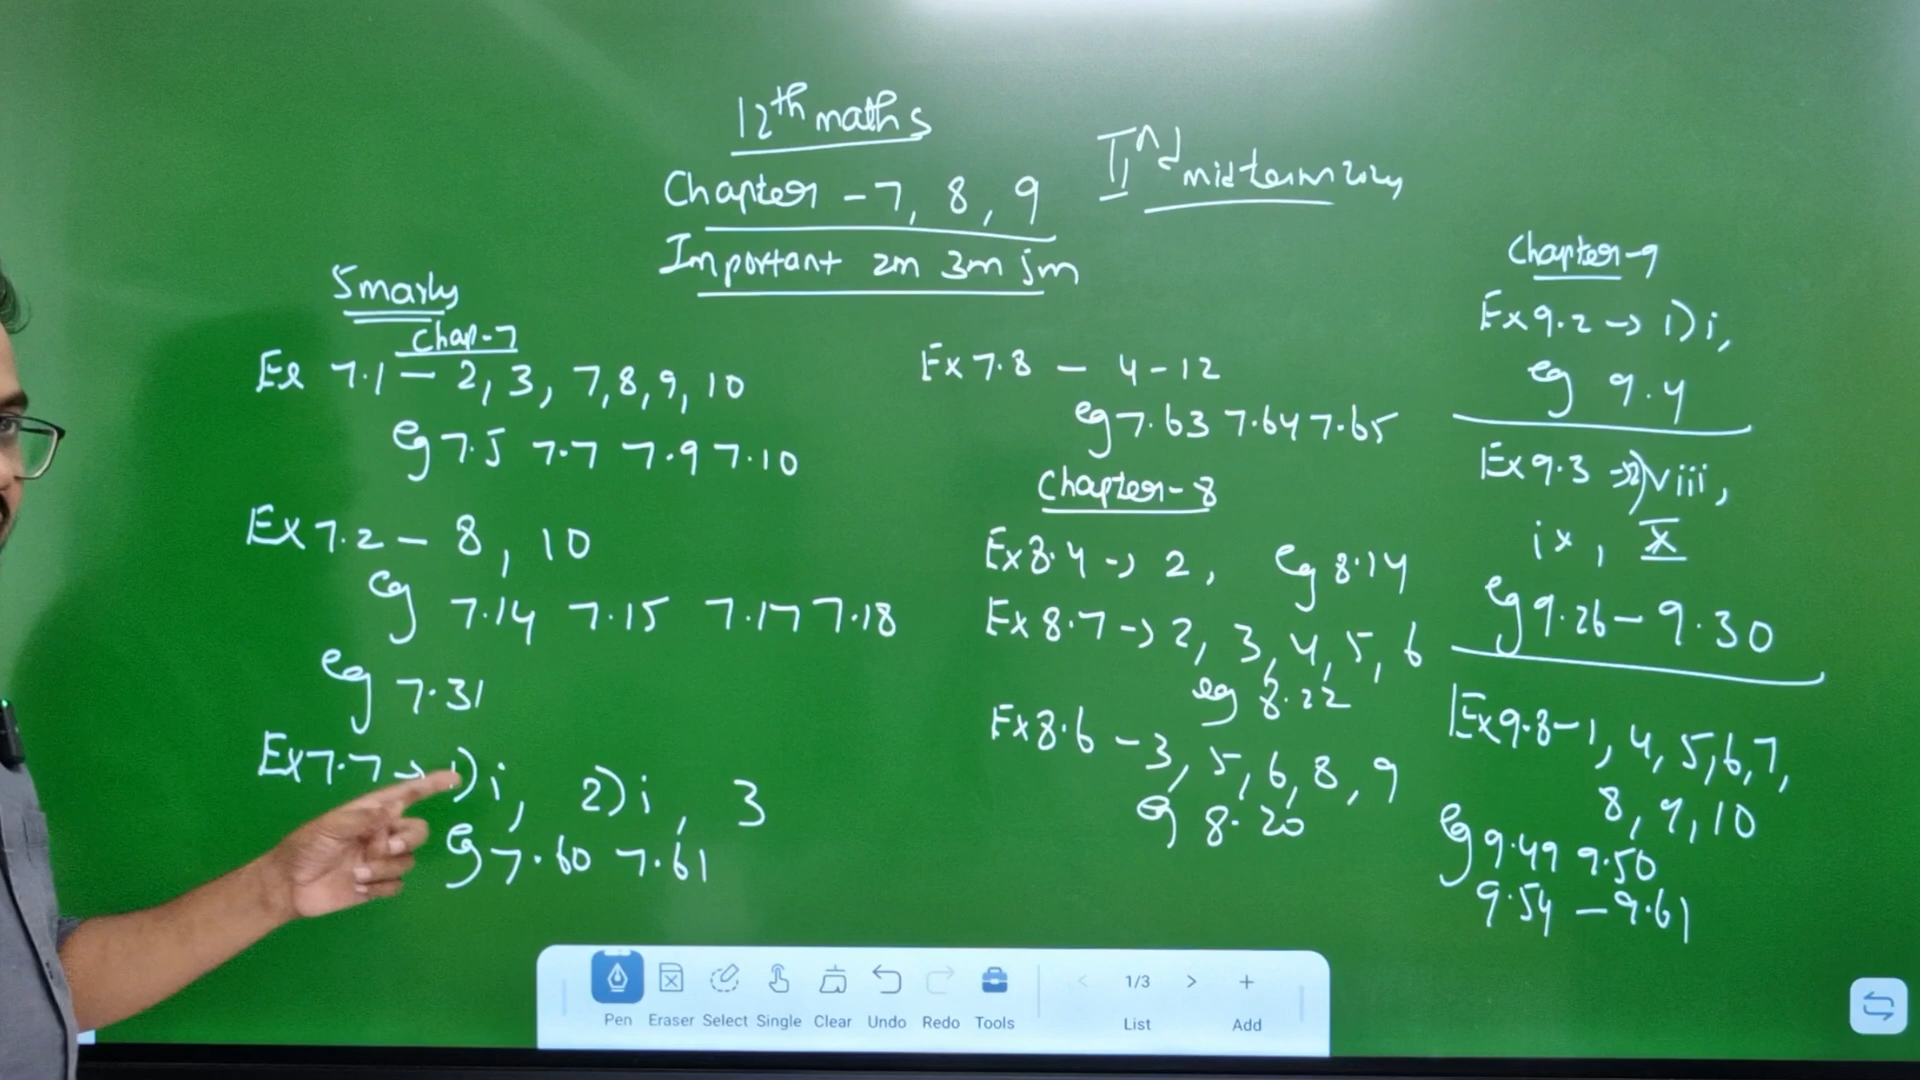 12th maths
Chapter - 7, 8, 9
IInd midterm 2024
Important 2m 3m 5m
5 marks
Chap-7
Ex 7.1 - 2, 3, 7, 8, 9, 10
eg 7.5 7.7 7.9 7.10
Ex 7.2 - 8, 10
eg 7.14 7.15 7.17 7.18
eg 7.31
Ex 7.7 → 1) i, 2) i, 3
eg 7.60 7.61
Ex 7.8 - 4 - 12
eg 7.63 7.64 7.65
Chapter - 8
Ex 8.4 → 2, eg 8.14
Ex 8.7 → 2, 3, 4, 5, 6
eg 8.22
Ex 8.6 - 3, 5, 6, 8, 9
eg 8.20
Chapter - 9
Ex 9.2 → 1) i,
eg 9.4
Ex 9.3 → 2) viii,
ix, X
eg 9.26 - 9.30
Ex 9.8 - 1, 4, 5, 6, 7,
8, 9, 10
eg 9.49 9.50
9.54 - 9.61
Pen Eraser Select Single Clear Undo Redo Tools
1/3
List
Add